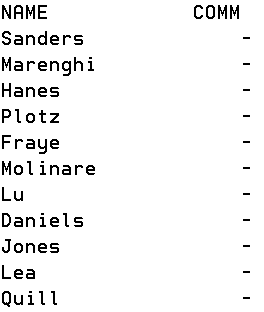 NAME COMM
Sanders -
Marenghi -
Hanes -
Plotz -
Fraye -
Molinare -
Lu -
Daniels -
Jones -
Lea -
Quill -